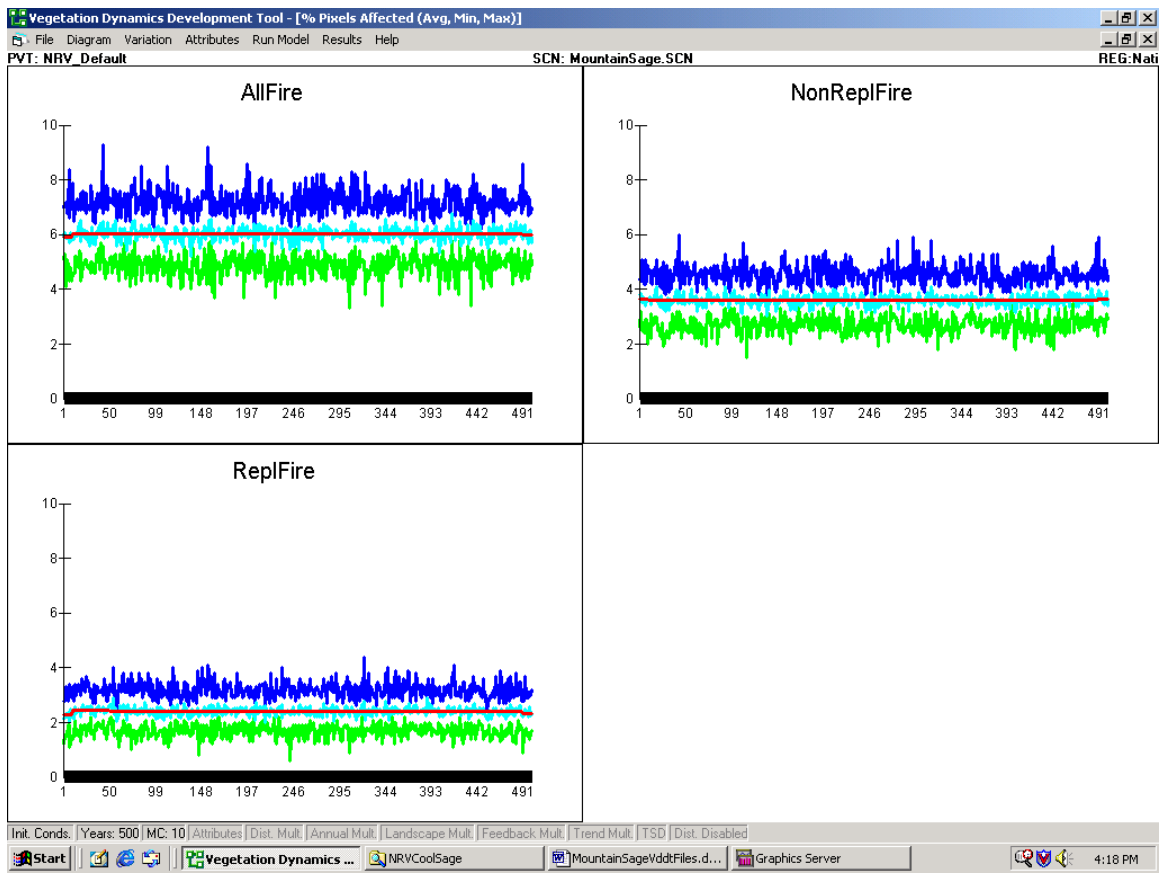 Vegetation Dynamics Development Tool - [% Pixels Affected (Avg, Min, Max)]
File Diagram Variation Attributes Run Model Results Help
PVT: NRV_Default SCN: MountainSage.SCN REG:Nati
AllFire
10
8
6
4
2
0
1 50 99 148 197 246 295 344 393 442 491
NonReplFire
10
8
6
4
2
0
1 50 99 148 197 246 295 344 393 442 491
ReplFire
10
8
6
4
2
0
1 50 99 148 197 246 295 344 393 442 491
Init. Conds. Years: 500 MC: 10 Attributes Dist. Mult. Annual Mult. Landscape Mult. Feedback Mult. Trend Mult. TSD Dist. Disabled
Start Vegetation Dynamics ... NRVCoolSage MountainSageVddtFiles.d... Graphics Server 4:18 PM